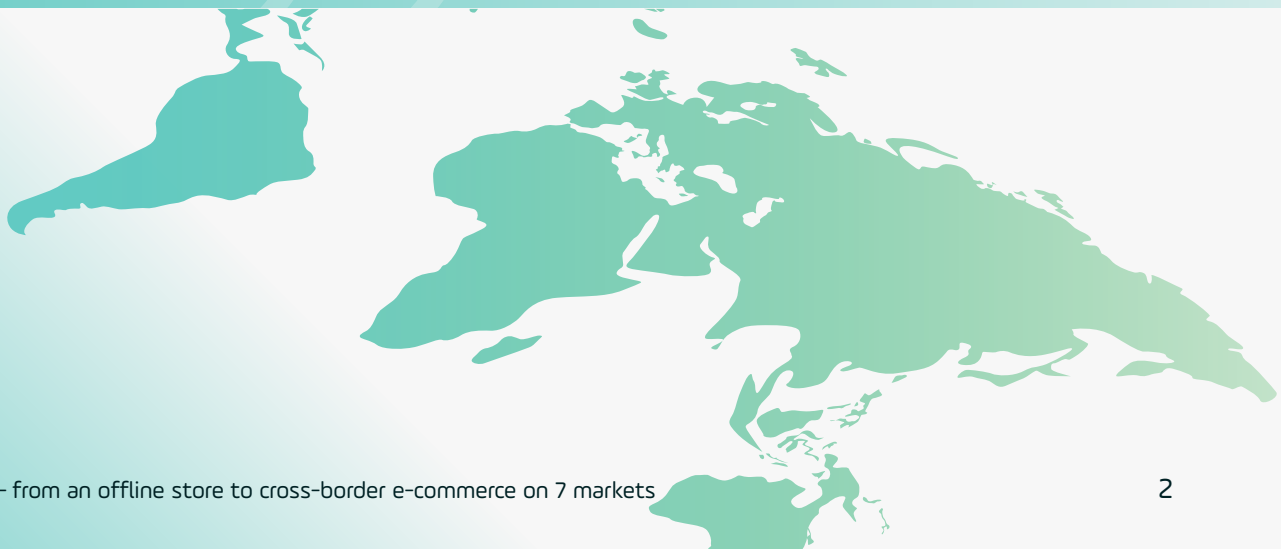 – from an offline store to cross-border e-commerce on 7 markets
2